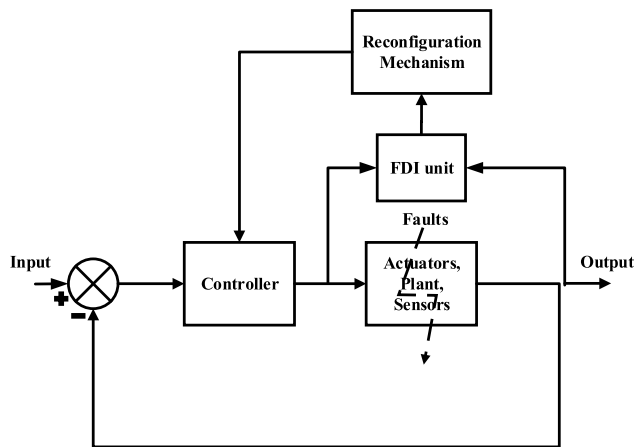 Reconfiguration
Mechanism
FDI unit
Faults
Input
Controller
Actuators,
Plant,
Sensors
Output
+
-